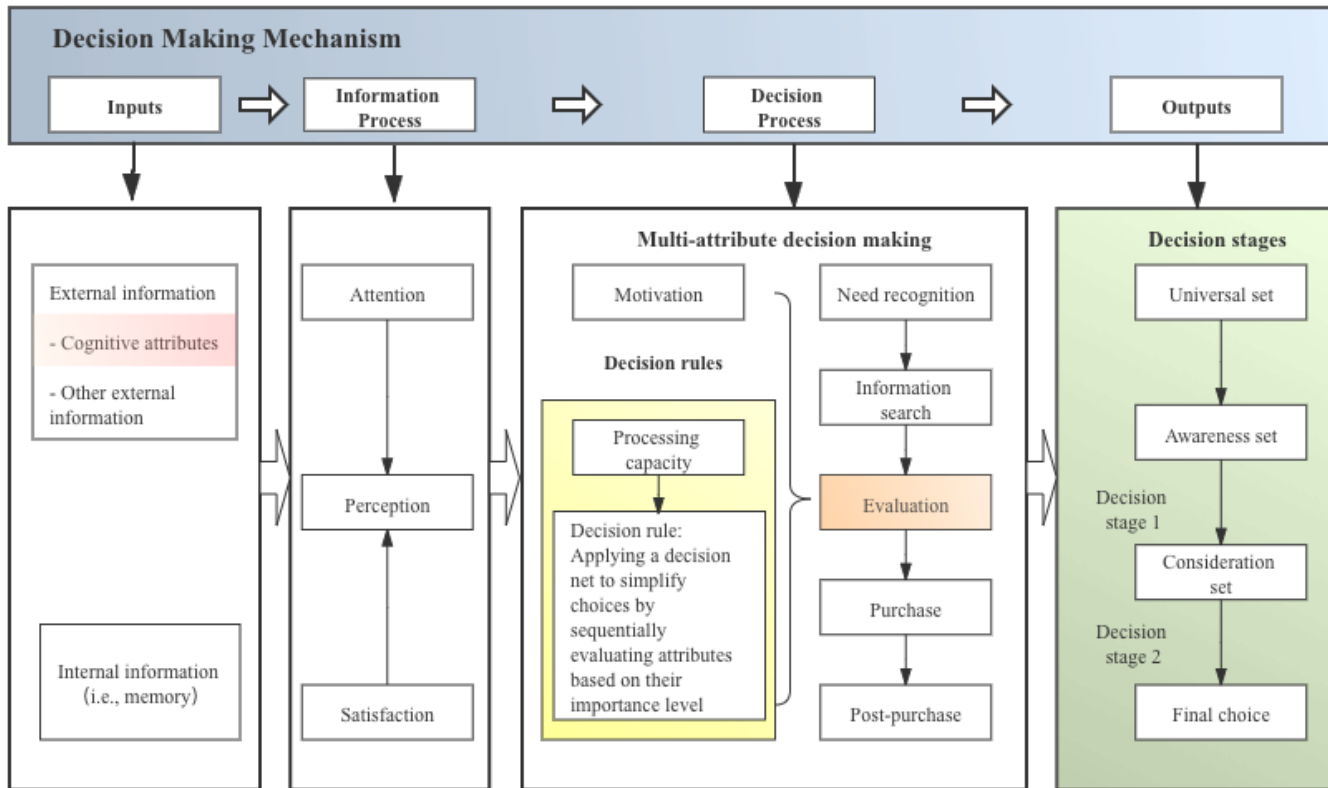 Decision Making Mechanism
Inputs
Information
Process
Decision
Process
Outputs
External information
- Cognitive attributes
- Other external
information
Internal information
(i.e., memory)
Attention
Perception
Satisfaction
Multi-attribute decision making
Motivation
Decision rules
Processing
capacity
Decision rule:
Applying a decision
net to simplify
choices by
sequentially
evaluating attributes
based on their
importance level
Need recognition
Information
search
Evaluation
Purchase
Post-purchase
Decision stages
Universal set
Awareness set
Decision
stage 1
Consideration
set
Decision
stage 2
Final choice